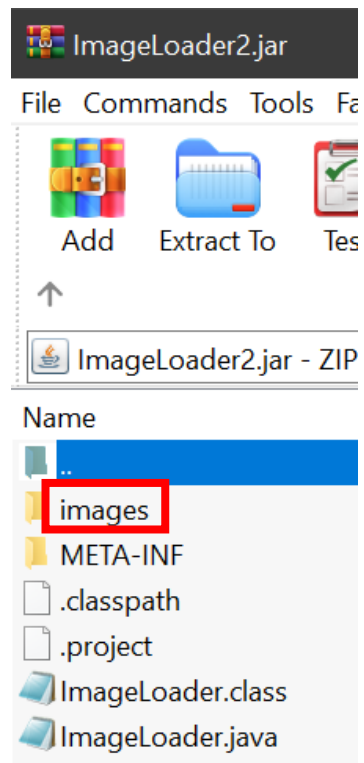 ImageLoader2.jar
File Commands Tools
Add Extract To
ImageLoader2.jar - ZIP
Name
..
images
META-INF
.classpath
.project
ImageLoader.class
ImageLoader.java